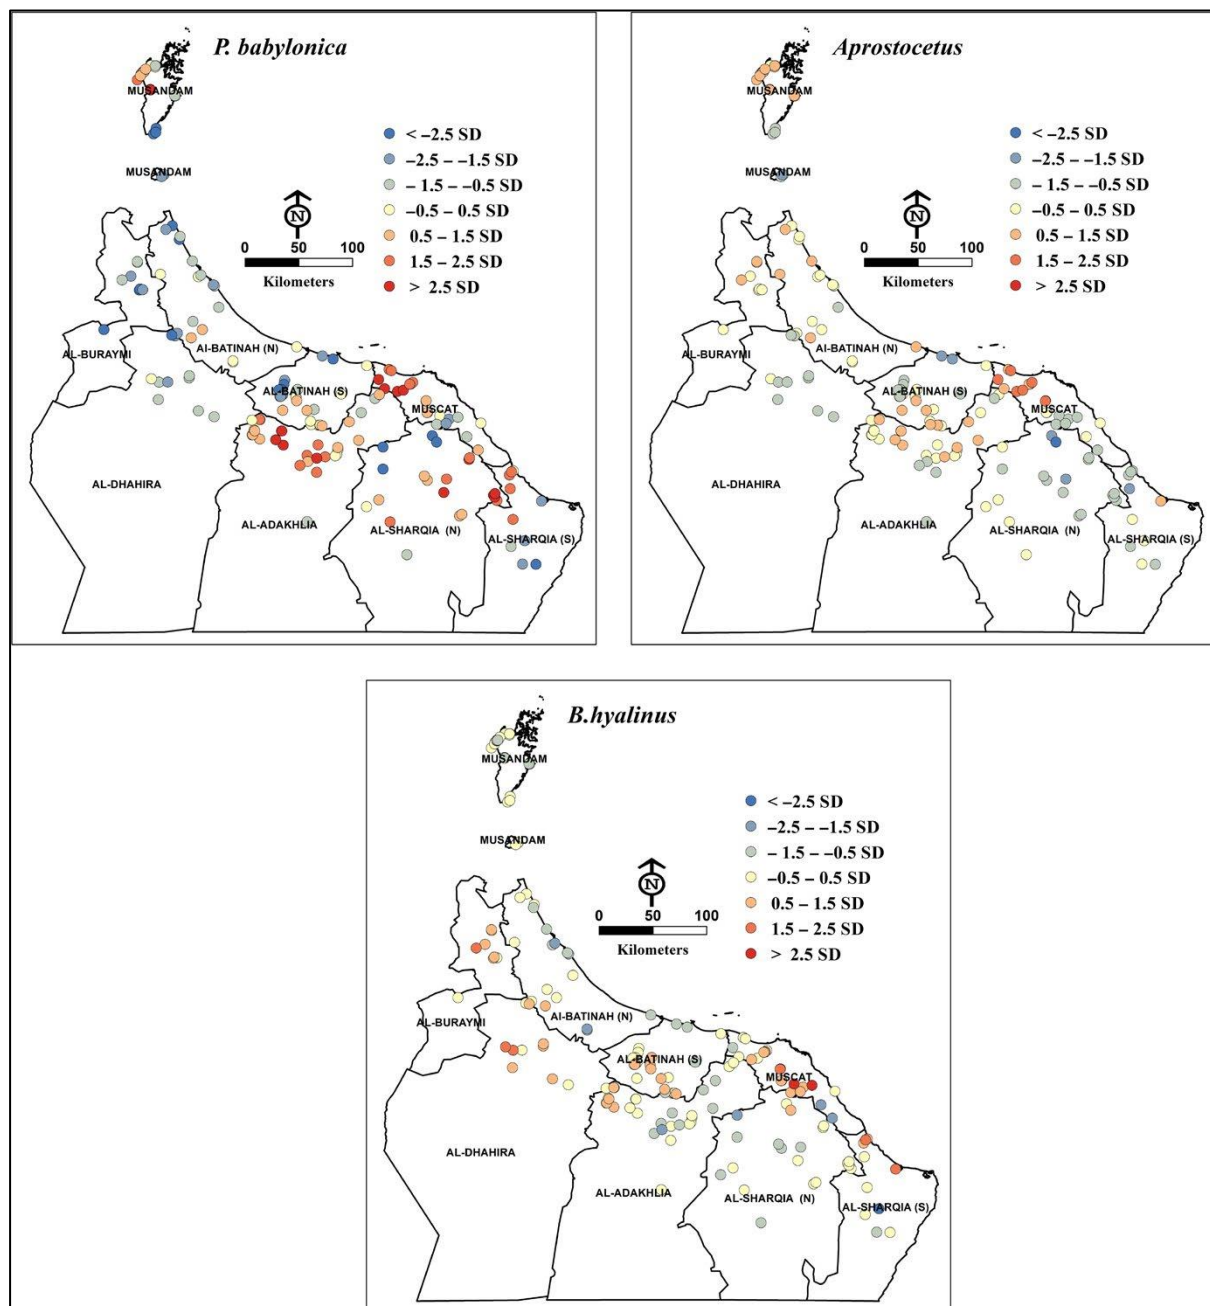 P. babylonica
MUSANDAM
< −2.5 SD
−2.5 – −1.5 SD
− 1.5 – −0.5 SD
−0.5 – 0.5 SD
0.5 – 1.5 SD
1.5 – 2.5 SD
> 2.5 SD
MUSANDAM
N
0 50 100
Kilometers
AL-BURAYMI
Al-BATINAH (N)
AL-BATINAH (S)
MUSCAT
AL-DHAHIRA
AL-ADAKHLIA
AL-SHARQIA (N)
AL-SHARQIA (S)
Aprostocetus
MUSANDAM
< −2.5 SD
−2.5 – −1.5 SD
− 1.5 – −0.5 SD
−0.5 – 0.5 SD
0.5 – 1.5 SD
1.5 – 2.5 SD
> 2.5 SD
MUSANDAM
N
0 50 100
Kilometers
AL-BURAYMI
Al-BATINAH (N)
AL-BATINAH (S)
MUSCAT
AL-DHAHIRA
AL-ADAKHLIA
AL-SHARQIA (N)
AL-SHARQIA (S)
B.hyalinus
MUSANDAM
< −2.5 SD
−2.5 – −1.5 SD
− 1.5 – −0.5 SD
−0.5 – 0.5 SD
0.5 – 1.5 SD
1.5 – 2.5 SD
> 2.5 SD
MUSANDAM
N
0 50 100
Kilometers
AL-BURAYMI
Al-BATINAH (N)
AL-BATINAH (S)
MUSCAT
AL-DHAHIRA
AL-ADAKHLIA
AL-SHARQIA (N)
AL-SHARQIA (S)